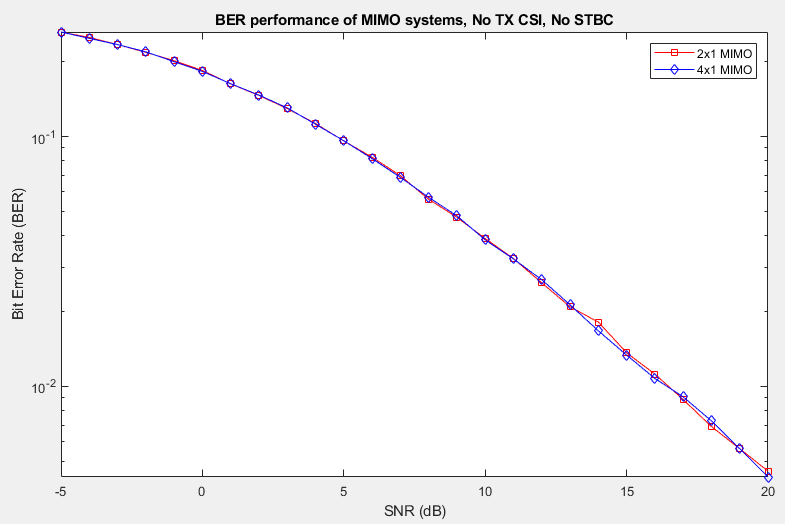 BER performance of MIMO systems, No TX CSI, No STBC
2x1 MIMO
4x1 MIMO
Bit Error Rate (BER)
10^-1
10^-2
-5 0 5 10 15 20
SNR (dB)